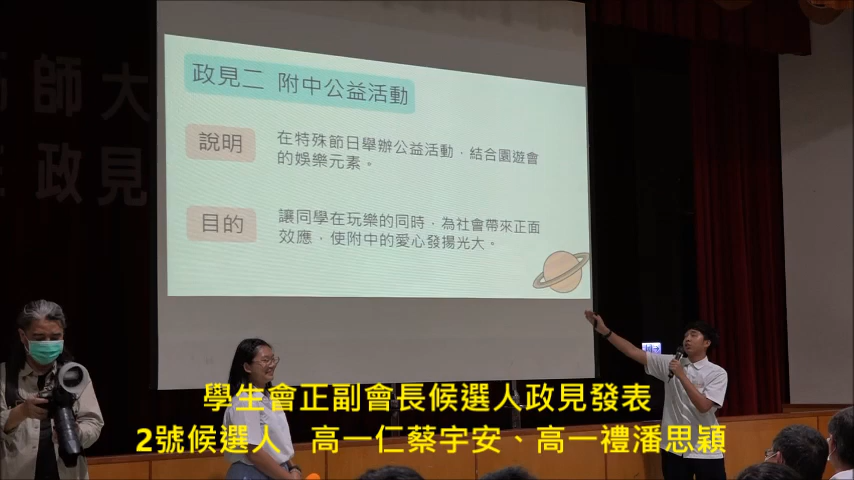 師大
政見
政見二 附中公益活動
說明
在特殊節日舉辦公益活動，結合園遊會
的娛樂元素。
目的
讓同學在玩樂的同時，為社會帶來正面
效應，使附中的愛心發揚光大。
學生會正副會長候選人政見發表
2號候選人 高一仁蔡宇安、高一禮潘思穎